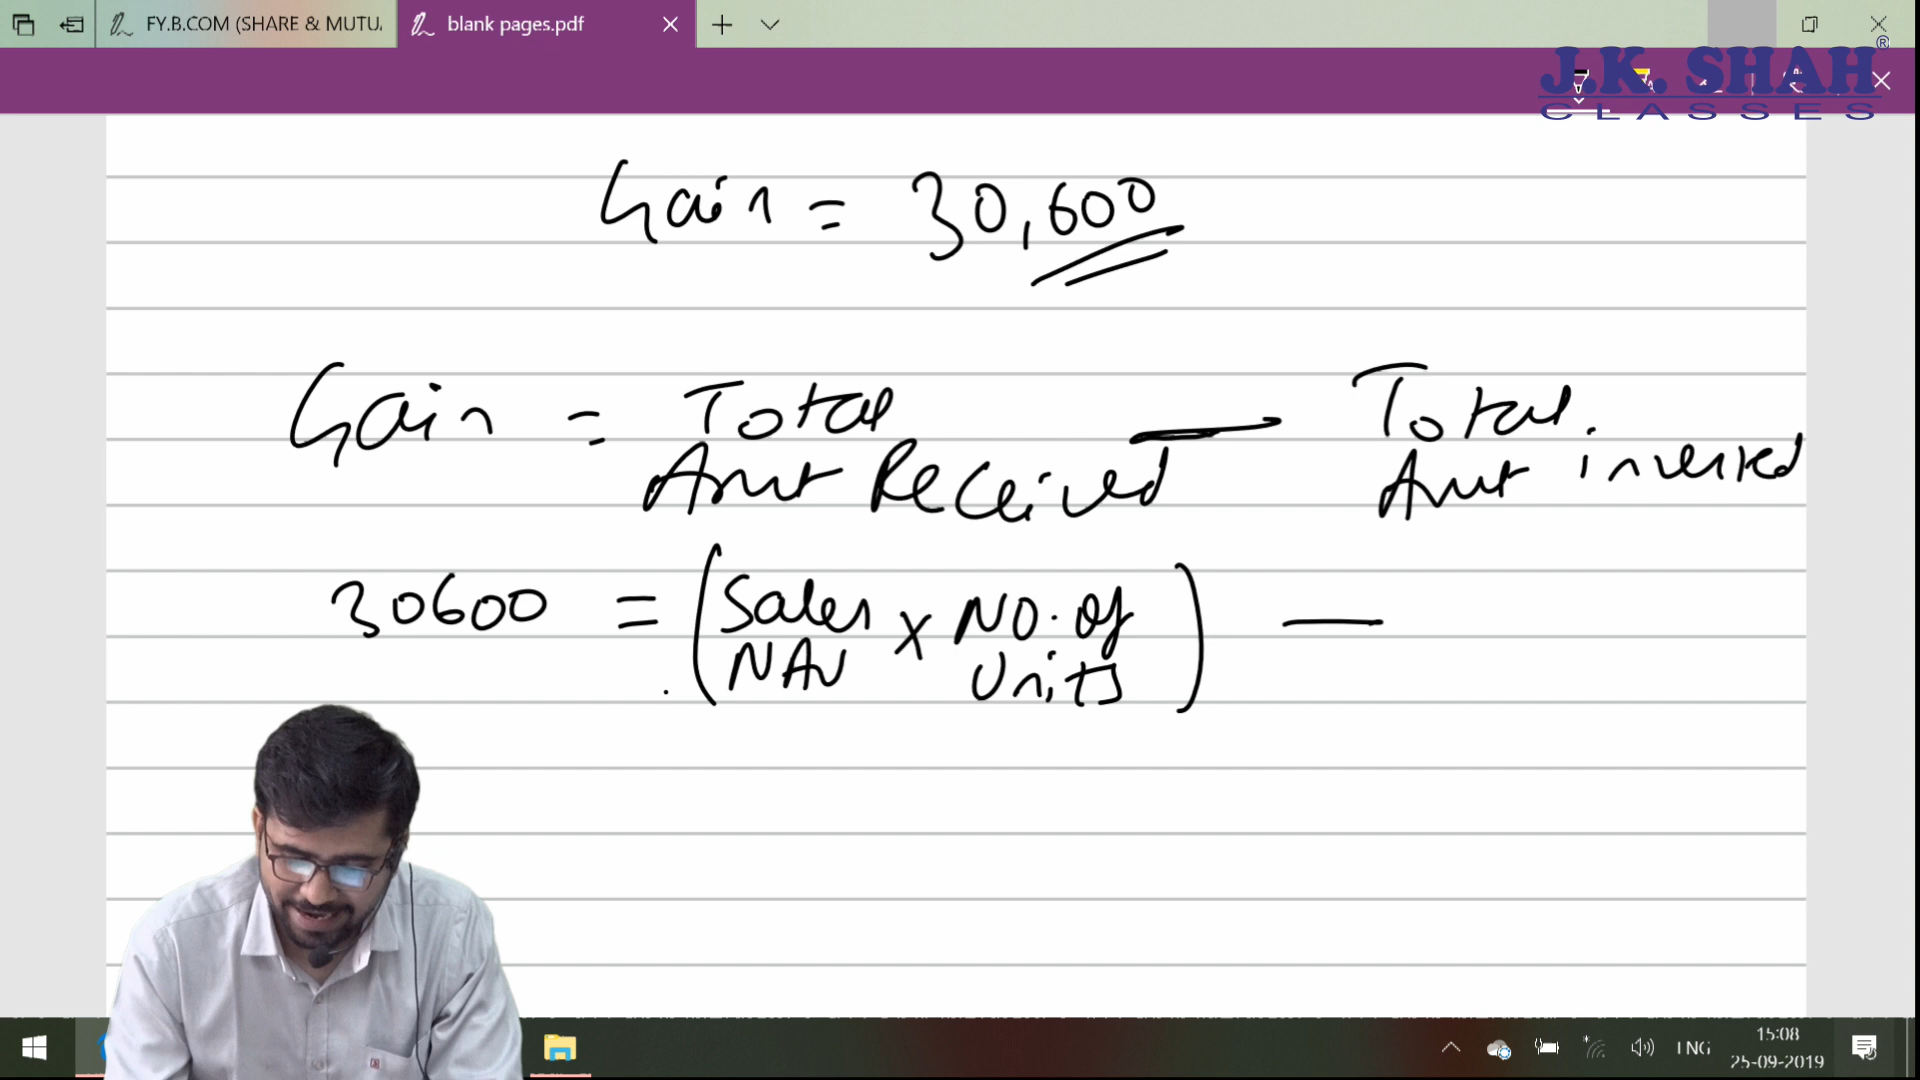 FY.B.COM (SHARE & MUTU
blank pages.pdf
J.K. SHAH®
CLASSES
Gain = 30,600
Gain = Total Amt Received — Total. Amt invested
30600 = (Sales NAV x NO. of Units) —
15:08
ENG
25-09-2019